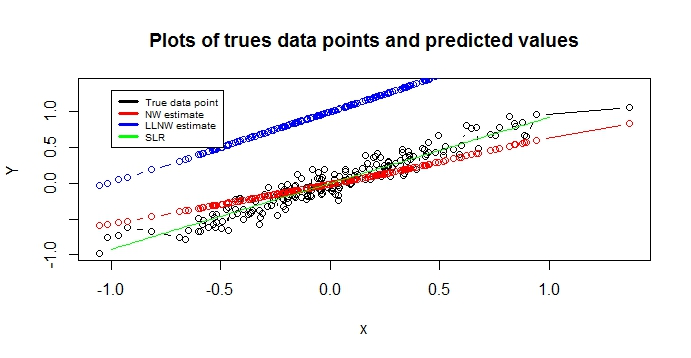 Plots of trues data points and predicted values
True data point
NW estimate
LLNW estimate
SLR
Y
1.0
0.5
0.0
-1.0
-1.0 -0.5 0.0 0.5 1.0
x